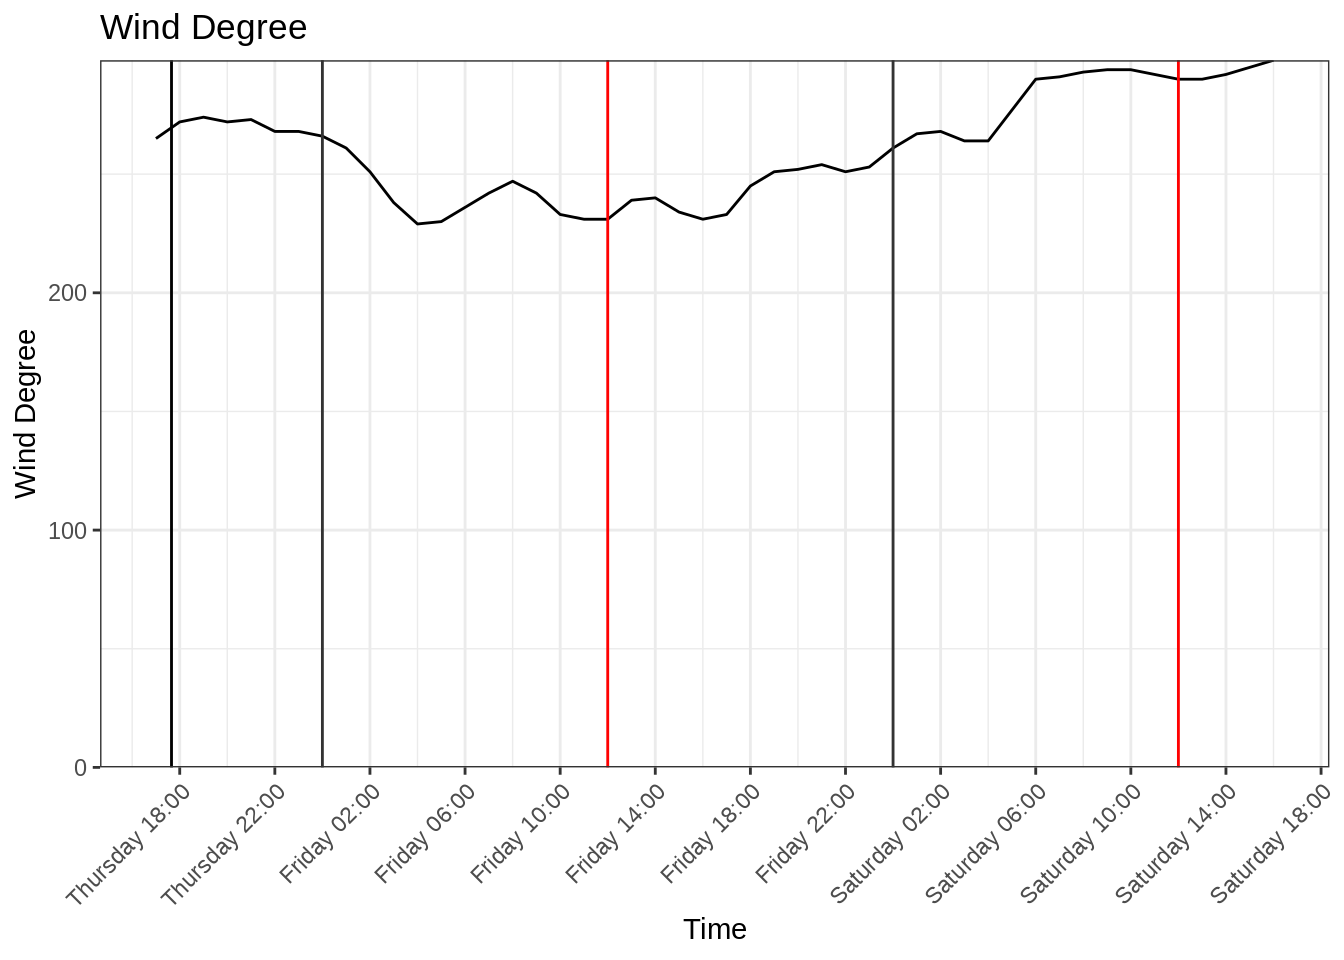 Wind Degree
Wind Degree
200
100
0
Thursday 18:00
Thursday 22:00
Friday 02:00
Friday 06:00
Friday 10:00
Friday 14:00
Friday 18:00
Friday 22:00
Saturday 02:00
Saturday 06:00
Saturday 10:00
Saturday 14:00
Saturday 18:00
Time